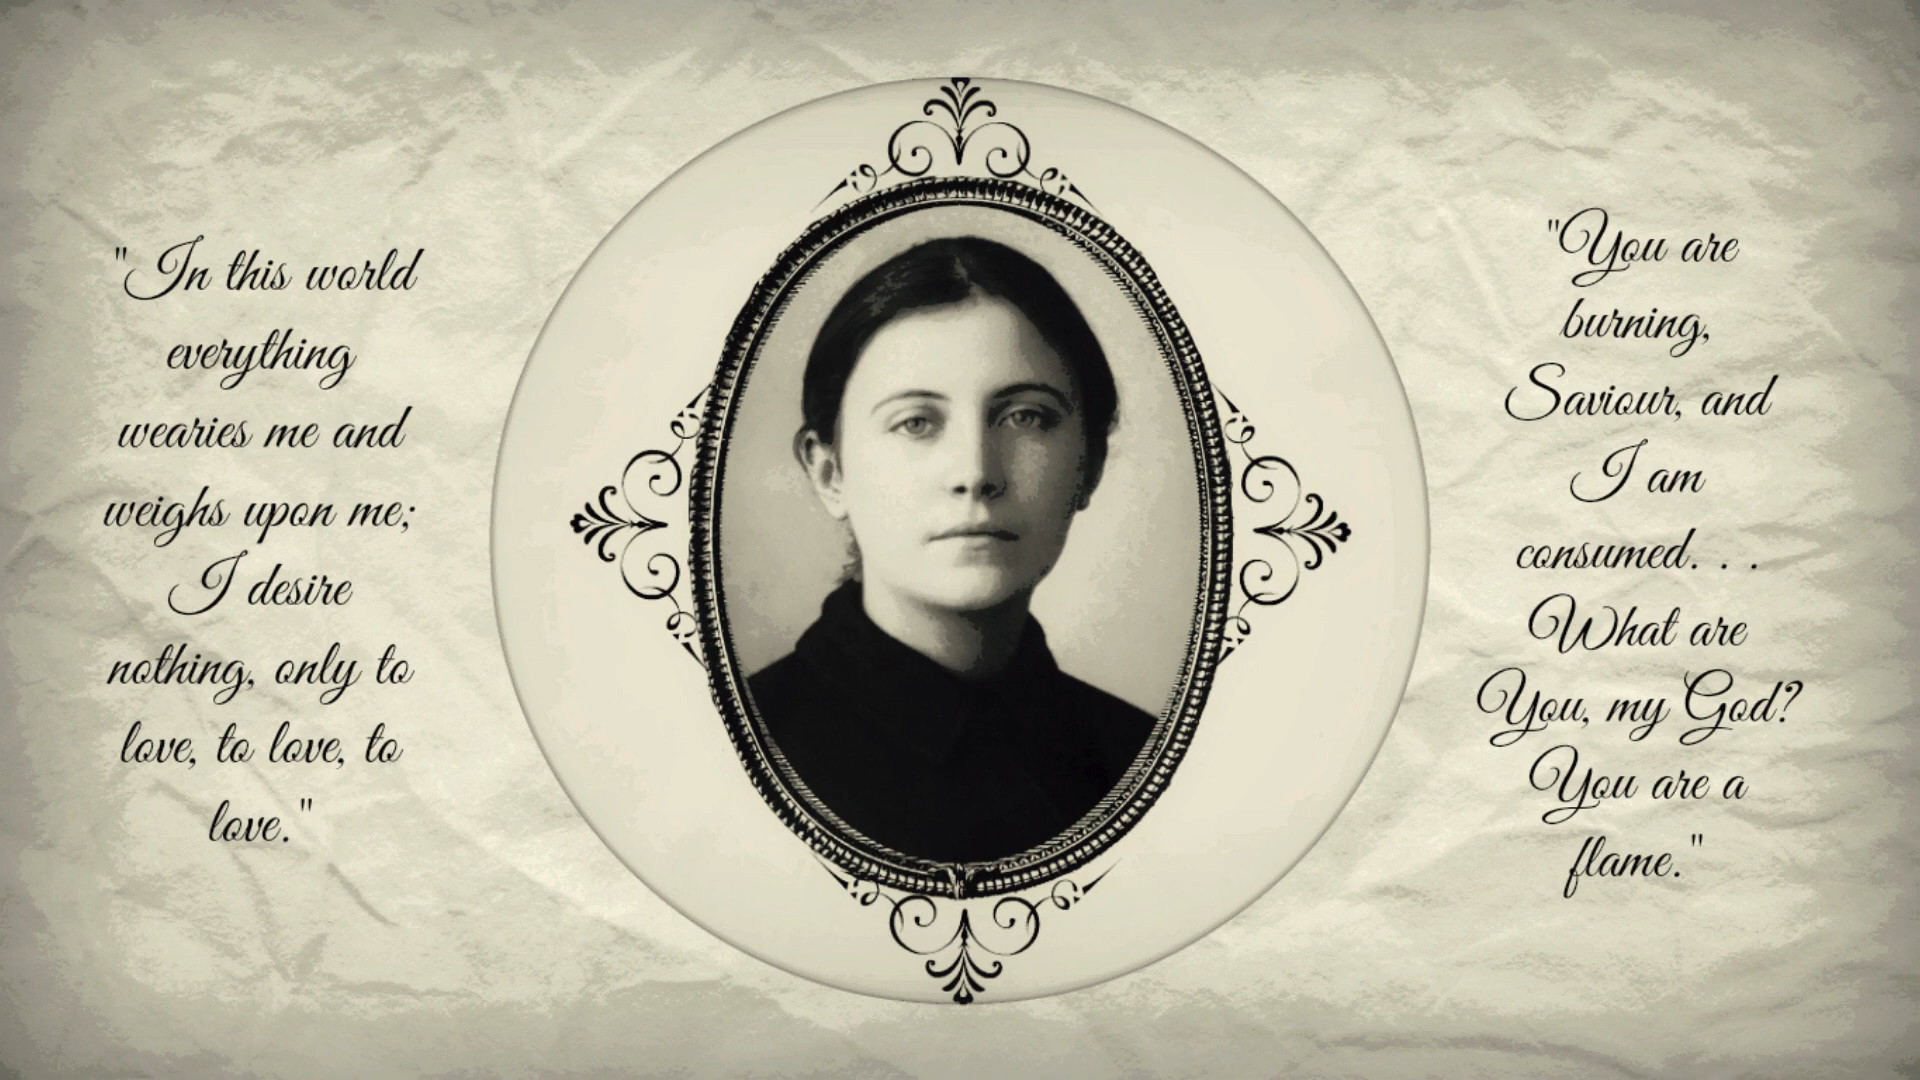 "In this world
everything
wearies me and
weighs upon me;
I desire
nothing, only to
love, to love, to
love."
"You are
burning,
Saviour, and
I am
consumed. . .
What are
You, my God?
You are a
flame."